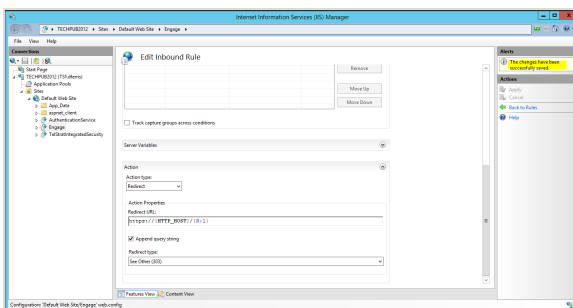 Internet Information Services (IIS) Manager
TECHPUB2012 ▸ Sites ▸ Default Web Site ▸ Engage ▸
File View Help
Connections
Start Page
Application Pools
Sites
Default Web Site
App_Data
aspnet_client
AuthenticationService
Engage
TelStratIntegratedSecurity
Edit Inbound Rule
Remove
Move Up
Move Down
Track capture groups across conditions
Server Variables
Action
Action type:
Redirect
Action Properties
Redirect URL:
https://{HTTP_HOST}/{R:1}
Append query string
Redirect type:
See Other (303)
Features View Content View
Alerts
The changes have been
successfully saved.
Actions
Apply
Cancel
Back to Rules
Help
Configuration: 'Default Web Site/Engage' web.config